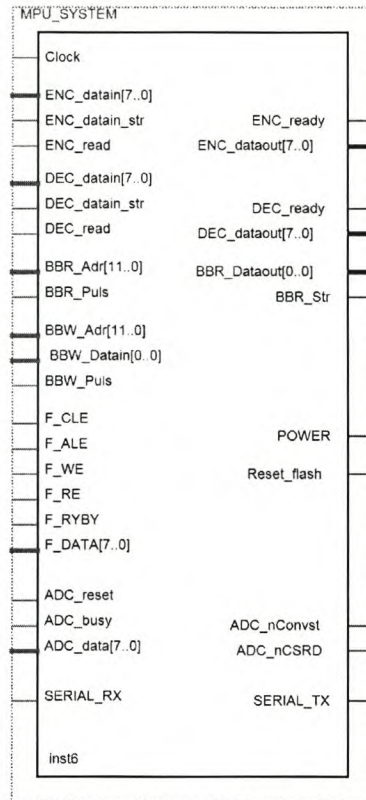 MPU_SYSTEM
Clock
ENC_datain[7..0]
ENC_datain_str
ENC_ready
ENC_read
ENC_dataout[7..0]
DEC_datain[7..0]
DEC_datain_str
DEC_ready
DEC_read
DEC_dataout[7..0]
BBR_Adr[11..0]
BBR_Dataout[0..0]
BBR_Puls
BBR_Str
BBW_Adr[11..0]
BBW_Datain[0..0]
BBW_Puls
F_CLE
F_ALE
POWER
F_WE
Reset_flash
F_RE
F_RYBY
F_DATA[7..0]
ADC_reset
ADC_busy
ADC_nConvst
ADC_data[7..0]
ADC_nCSRD
SERIAL_RX
SERIAL_TX
inst6